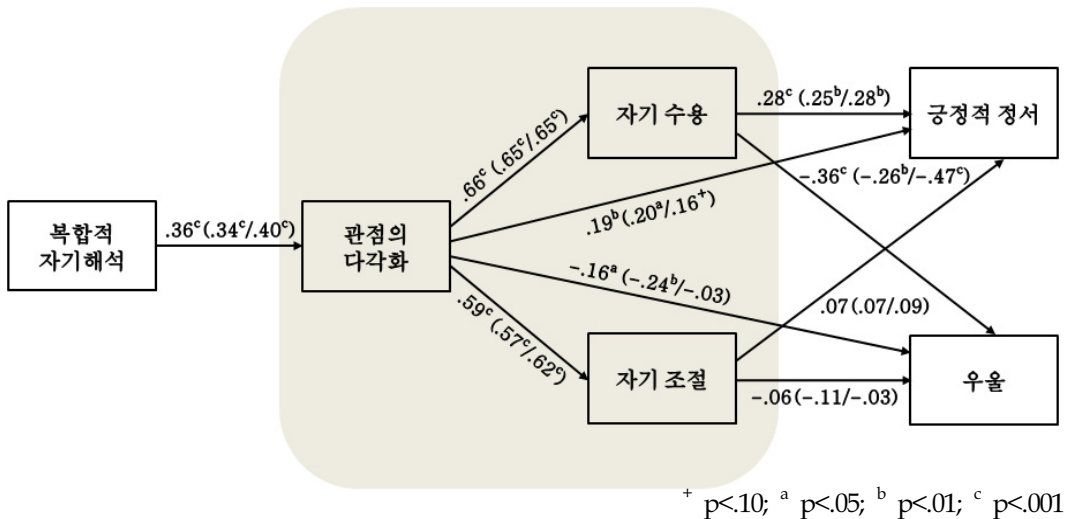 복합적
자기해석
.36ᶜ(.34ᶜ/.40ᶜ)
관점의
다각화
.66ᶜ (.65ᶜ/.65ᶜ)
.19ᵇ(.20ᵃ/.16⁺)
-.16ᵃ (-.24ᵇ/-.03)
.59ᶜ (.57ᶜ/.62ᶜ)
자기 수용
자기 조절
.28ᶜ (.25ᵇ/.28ᵇ)
-.36ᶜ (-.26ᵇ/-.47ᶜ)
.07(.07/.09)
-.06(-.11/-.03)
긍정적 정서
우울
⁺ p<.10; ᵃ p<.05; ᵇ p<.01; ᶜ p<.001